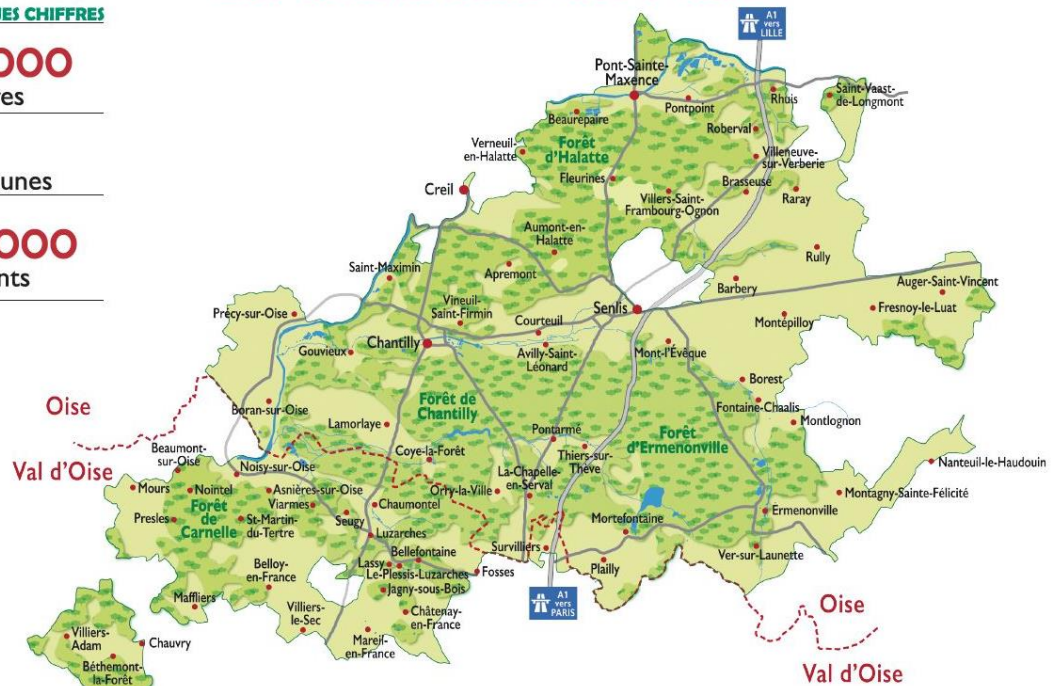 UES CHIFFRES
000
res
unes
000
nts
A1
vers
LILLE
Pont-Sainte-
Maxence
Pontpoint
Rhuis
Saint-Vaast-
de-Longmont
Beaurepaire
Roberval
Verneuil-
en-Halatte
Forêt
d'Halatte
Villeneuve-
sur-Verberie
Fleurines
Brasseuse
Creil
Villers-Saint-
Frambourg-Ognon
Raray
Aumont-en-
Halatte
Rully
Saint-Maximin
Apremont
Barbery
Auger-Saint-Vincent
Vineuil-
Saint-Firmin
Senlis
Fresnoy-le-Luat
Précy-sur-Oise
Courteuil
Montépilloy
Gouvieux
Chantilly
Avilly-Saint-
Léonard
Mont-l'Évêque
Borest
Oise
Boran-sur-Oise
Forêt de
Chantilly
Fontaine-Chaalis
Montlognon
Lamorlaye
Pontarmé
Forêt
d'Ermenonville
Val d'Oise
Beaumont-
sur-Oise
Coye-la-Forêt
Thiers-sur-
Thève
Noisy-sur-Oise
La-Chapelle-
en-Serval
Nanteuil-le-Haudouin
Mours
Nointel
Asnières-sur-Oise
Orry-la-Ville
Montagny-Sainte-Félicité
Viarmes
Chaumontel
Forêt
de
Carnelle
Presles
St-Martin-
du-Tertre
Seugy
Mortefontaine
Ermenonville
Luzarches
Bellefontaine
Survilliers
Ver-sur-Launette
Lassy
Le-Plessis-Luzarches
Fosses
Plailly
Belloy-
en-France
Jagny-sous-Bois
Maffliers
Villiers-
le-Sec
Châtenay-
en-France
A1
vers
PARIS
Oise
Villiers-
Adam
Chauvry
Mareil-
en-France
Béthemont-
la-Forêt
Val d'Oise